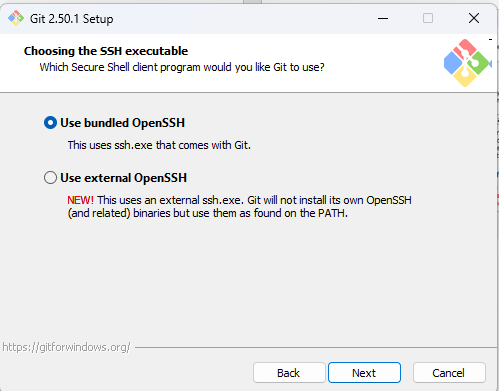 Git 2.50.1 Setup
Choosing the SSH executable
Which Secure Shell client program would you like Git to use?
Use bundled OpenSSH
This uses ssh.exe that comes with Git.
Use external OpenSSH
NEW! This uses an external ssh.exe. Git will not install its own OpenSSH
(and related) binaries but use them as found on the PATH.
https://gitforwindows.org/
Back
Next
Cancel